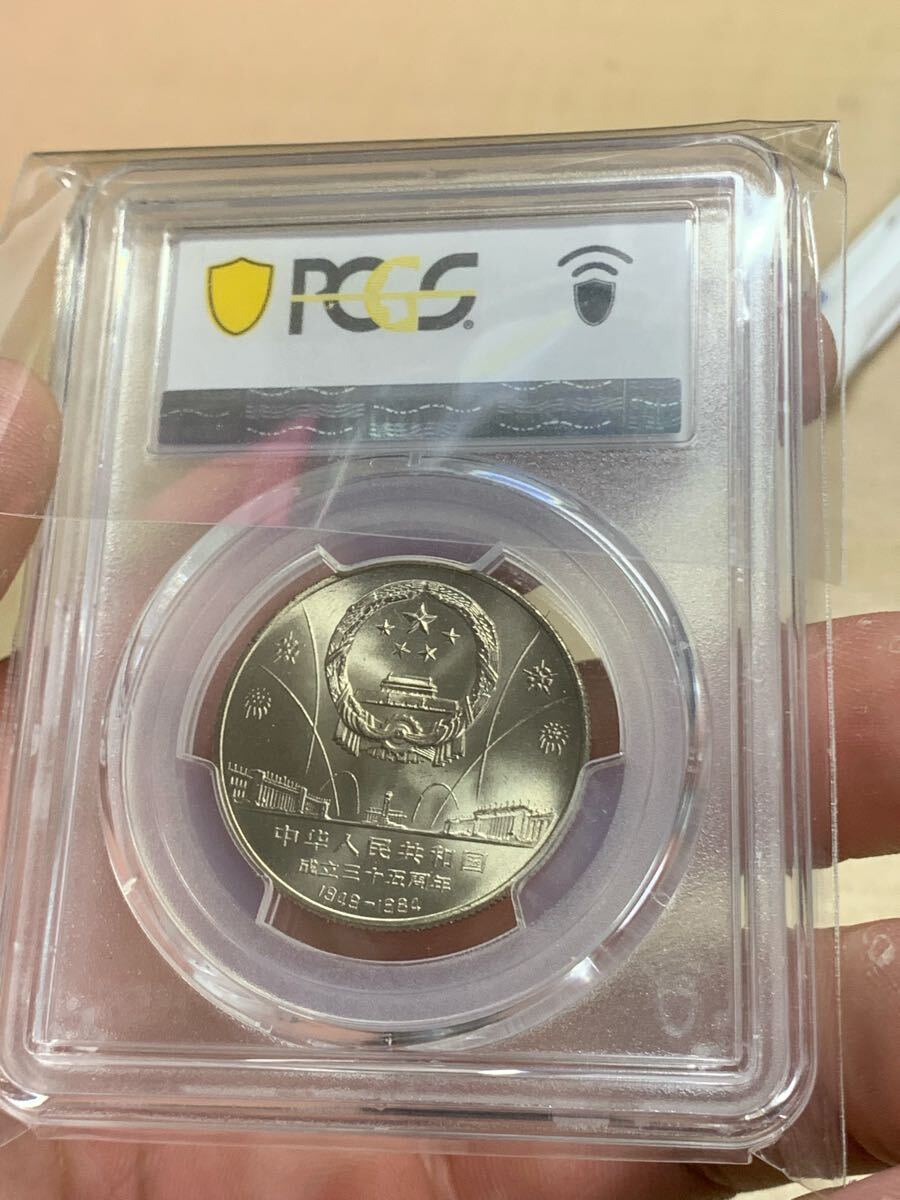 PCGS
®
中华人民共和国
成立三十五周年
1949-1984